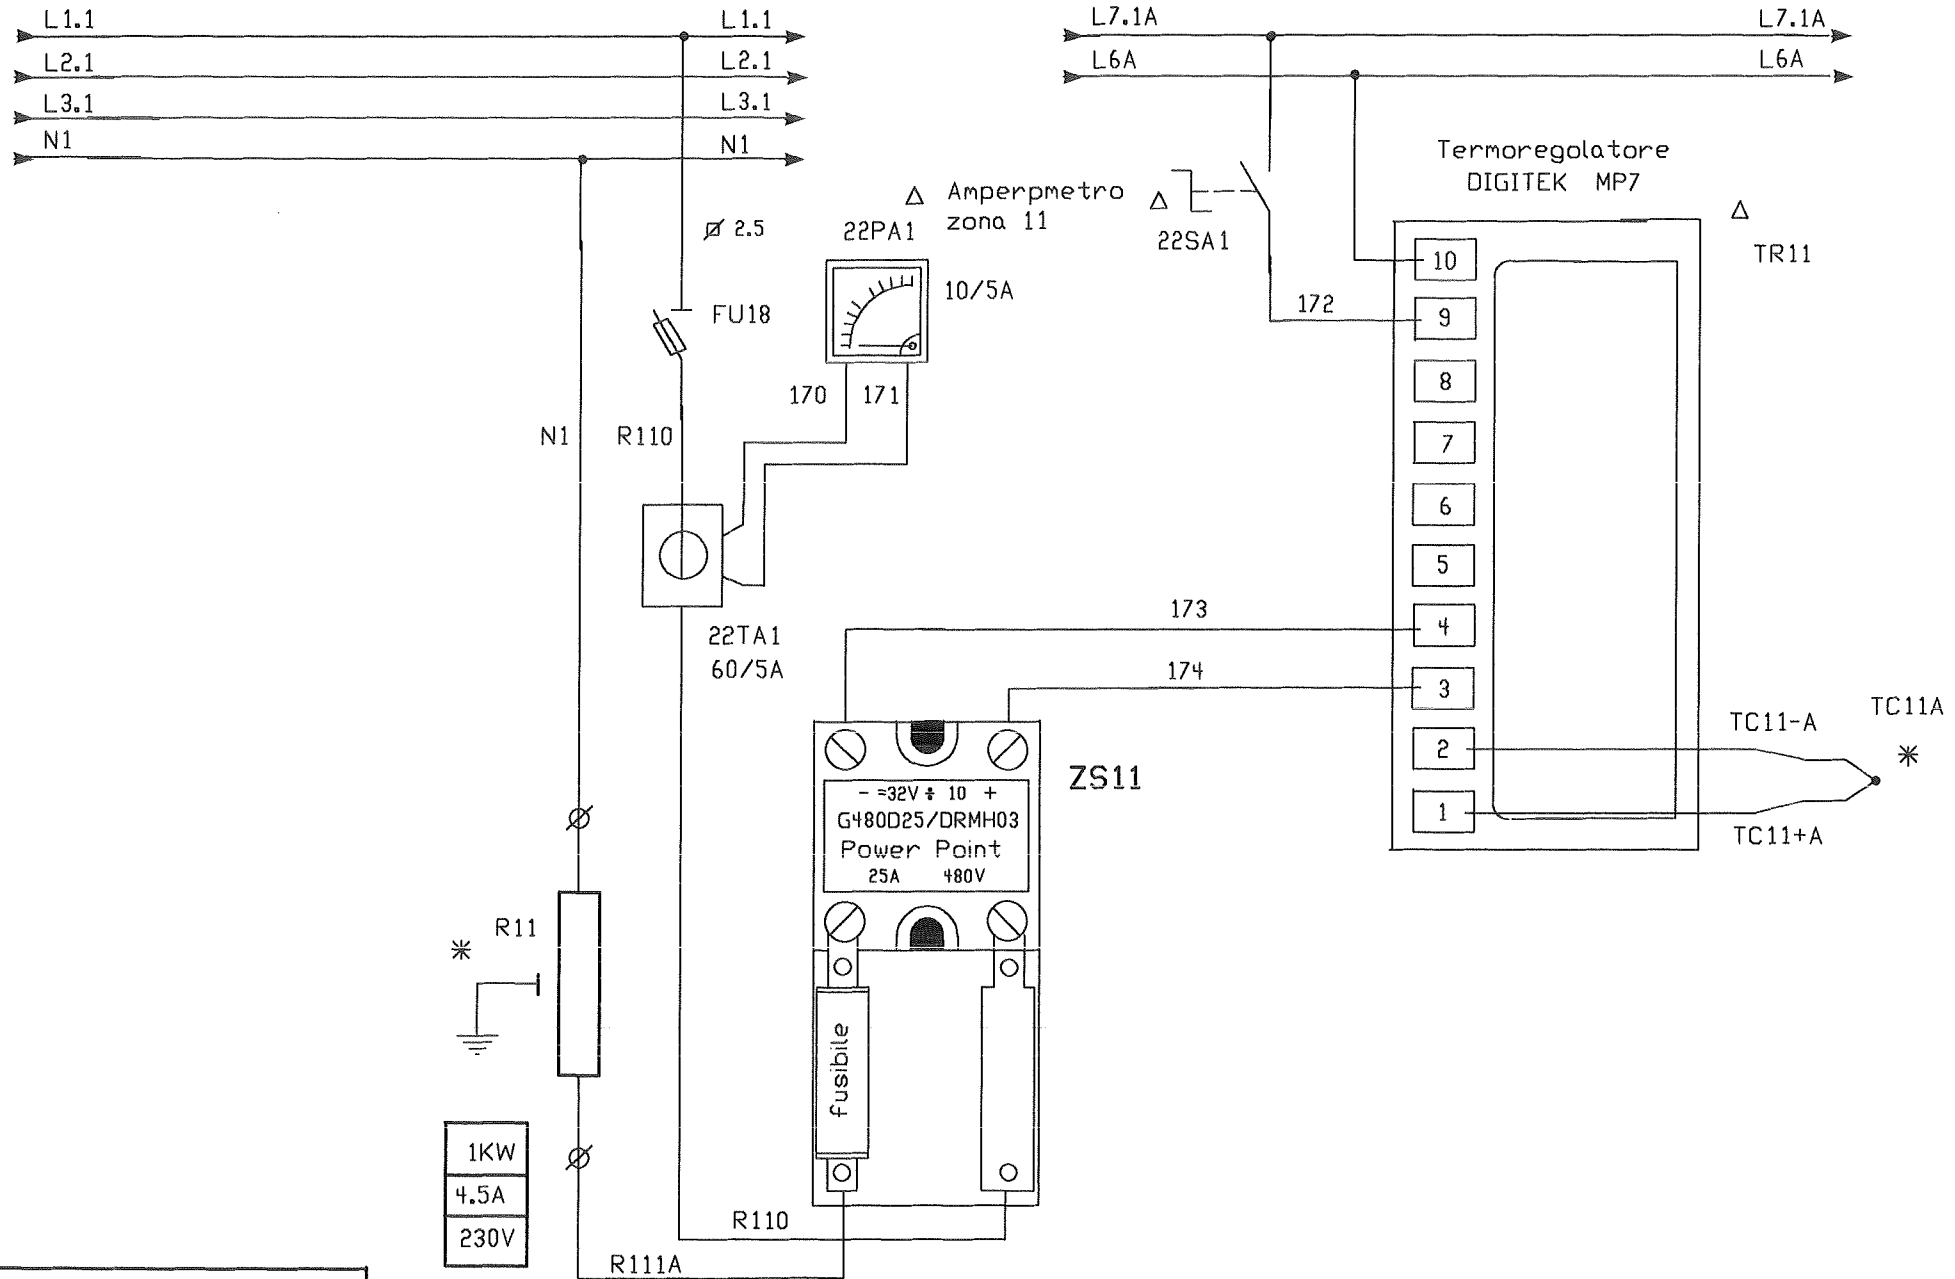 L1.1 L1.1
L2.1 L2.1
L3.1 L3.1
N1 N1
L7.1A L7.1A
L6A L6A
Termoregolatore
DIGITEK MP7
TR11
Amperpmetro
zona 11
22PA1
10/5A
22SA1
2.5
FU18
170 171
172
N1 R110
10
9
8
7
6
5
4
3
2
1
22TA1
60/5A
173
174
TC11-A
TC11A
TC11+A
ZS11
- =32V ÷ 10 +
G480D25/DRMH03
Power Point
25A 480V
R11
fusibile
1KW
4.5A
230V
R110
R111A